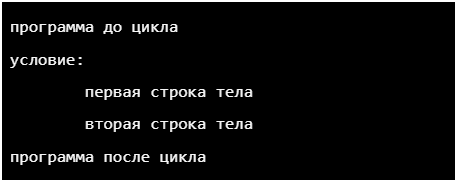 программа до цикла
условие:
первая строка тела
вторая строка тела
программа после цикла